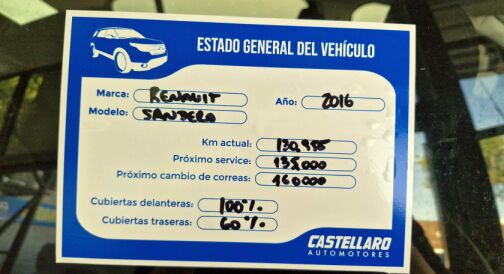 ESTADO GENERAL DEL VEHÍCULO
Marca: RENAULT Año: 2016
Modelo: SANDERO
Km actual: 130,955
Próximo service: 135000
Próximo cambio de correas: 160000
Cubiertas delanteras: 100%
Cubiertas traseras: 60%
CASTELLARO
AUTOMOTORES